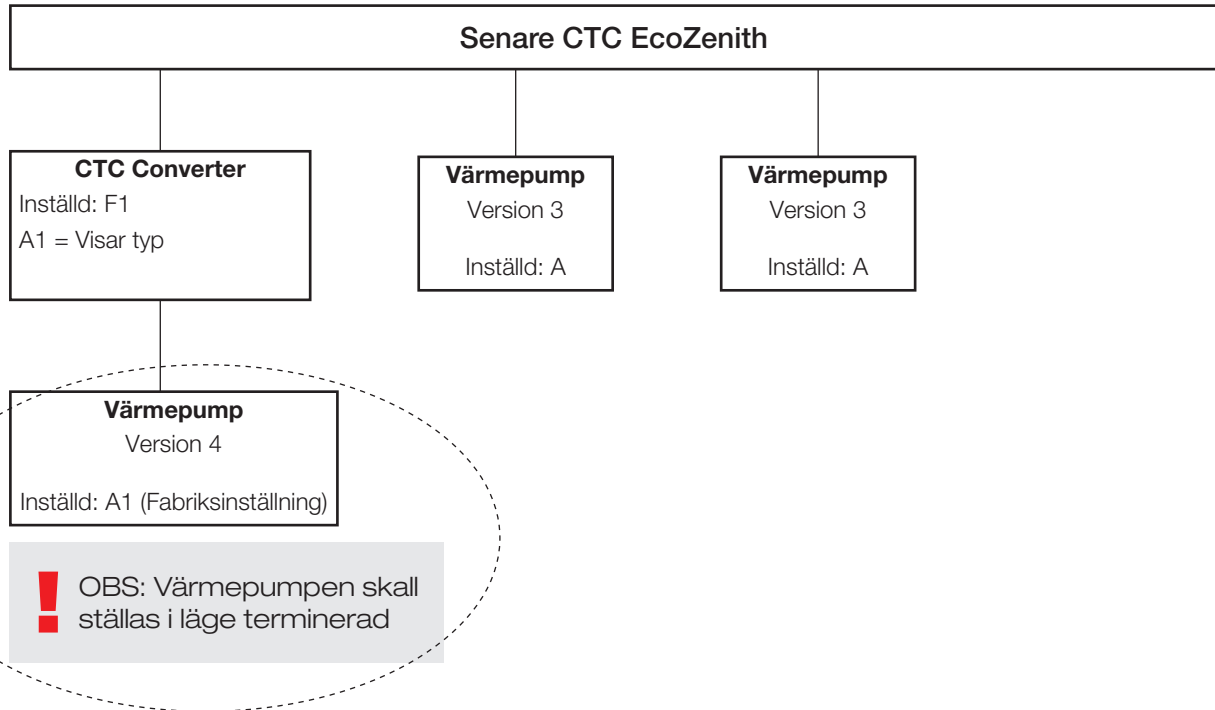 Senare CTC EcoZenith
CTC Converter
Inställd: F1
A1 = Visar typ
Värmepump
Version 3
Inställd: A
Värmepump
Version 3
Inställd: A
Värmepump
Version 4
Inställd: A1 (Fabriksinställning)
! OBS: Värmepumpen skall
ställas i läge terminerad